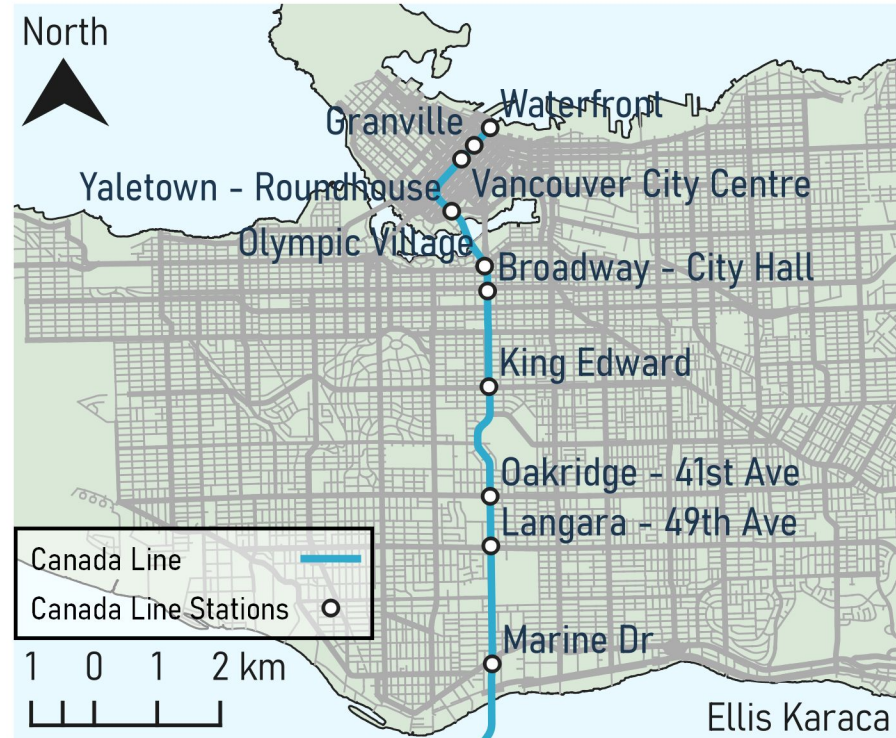 North
Waterfront
Granville
Yaletown - Roundhouse
Vancouver City Centre
Olympic Village
Broadway - City Hall
King Edward
Oakridge - 41st Ave
Langara - 49th Ave
Canada Line
Canada Line Stations
Marine Dr
1 0 1 2 km
Ellis Karaca